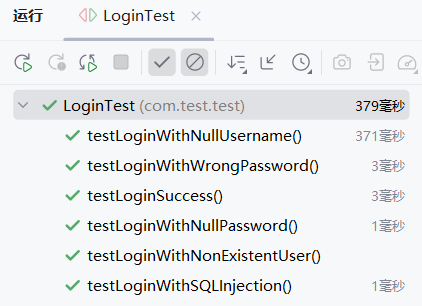 运行 LoginTest
LoginTest (com.test.test) 379毫秒
testLoginWithNullUsername() 371毫秒
testLoginWithWrongPassword() 3毫秒
testLoginSuccess() 3毫秒
testLoginWithNullPassword() 1毫秒
testLoginWithNonExistentUser()
testLoginWithSQLInjection() 1毫秒